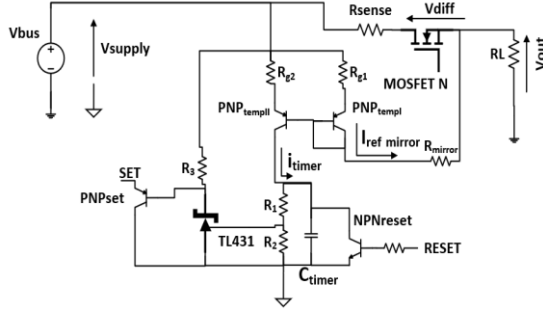 Rsense
Vdiff
Vbus
Vsupply
MOSFET N
RL
Vout
Rg2
Rg1
PNPtempII
PNPtempI
Iref mirror
Rmirror
R3
itimer
SET
PNPset
R1
NPNreset
TL431
R2
RESET
Ctimer